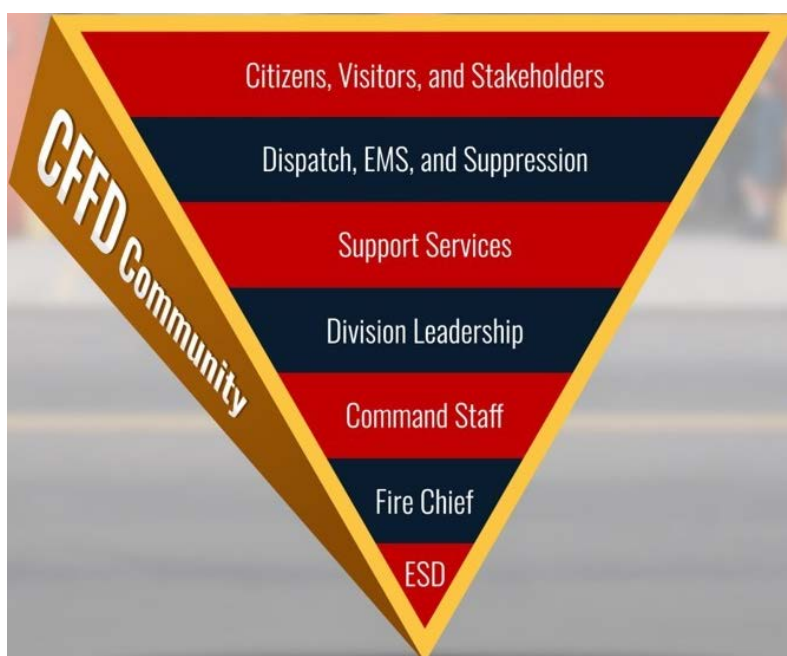 Citizens, Visitors, and Stakeholders
Dispatch, EMS, and Suppression
Support Services
Division Leadership
Command Staff
Fire Chief
ESD
CFFD Community